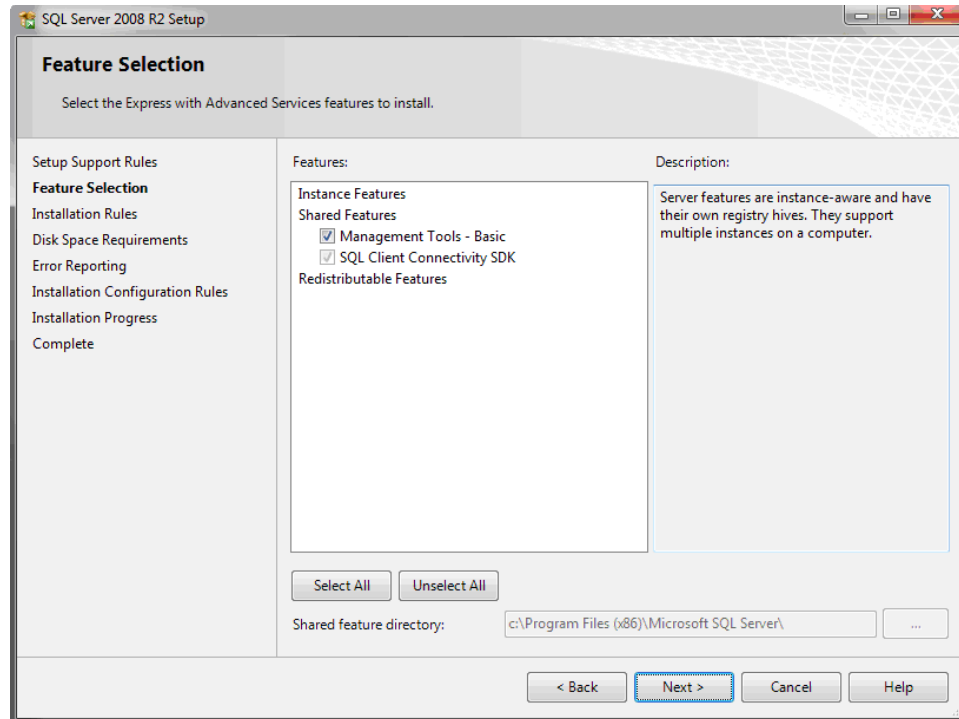 SQL Server 2008 R2 Setup
Feature Selection
Select the Express with Advanced Services features to install.
Setup Support Rules
Feature Selection
Installation Rules
Disk Space Requirements
Error Reporting
Installation Configuration Rules
Installation Progress
Complete
Features:
Instance Features
Shared Features
Management Tools - Basic
SQL Client Connectivity SDK
Redistributable Features
Description:
Server features are instance-aware and have
their own registry hives. They support
multiple instances on a computer.
Select All
Unselect All
Shared feature directory:
c:\Program Files (x86)\Microsoft SQL Server\
...
< Back
Next >
Cancel
Help